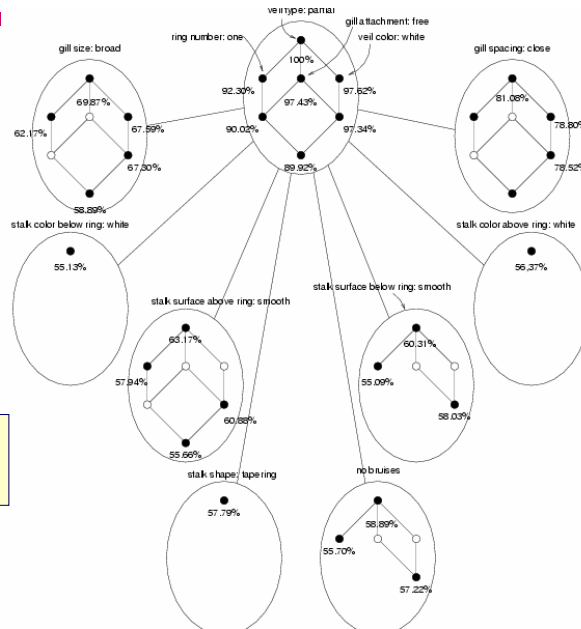 veil type: partial
gill attachment: free
ring number: one
veil color: white
gill size: broad
gill spacing: close
100%
92.30%
97.62%
97.43%
90.02%
97.34%
89.92%
69.87%
62.17%
67.59%
67.30%
58.89%
81.08%
78.80%
78.52%
stalk color below ring: white
55.13%
stalk color above ring: white
56,37%
stalk surface above ring: smooth
63.17%
57.94%
60.88%
55.66%
stalk surface below ring: smooth
60.31%
55.09%
58.03%
stalk shape: tapering
57.79%
no bruises
58.89%
55.70%
57.22%